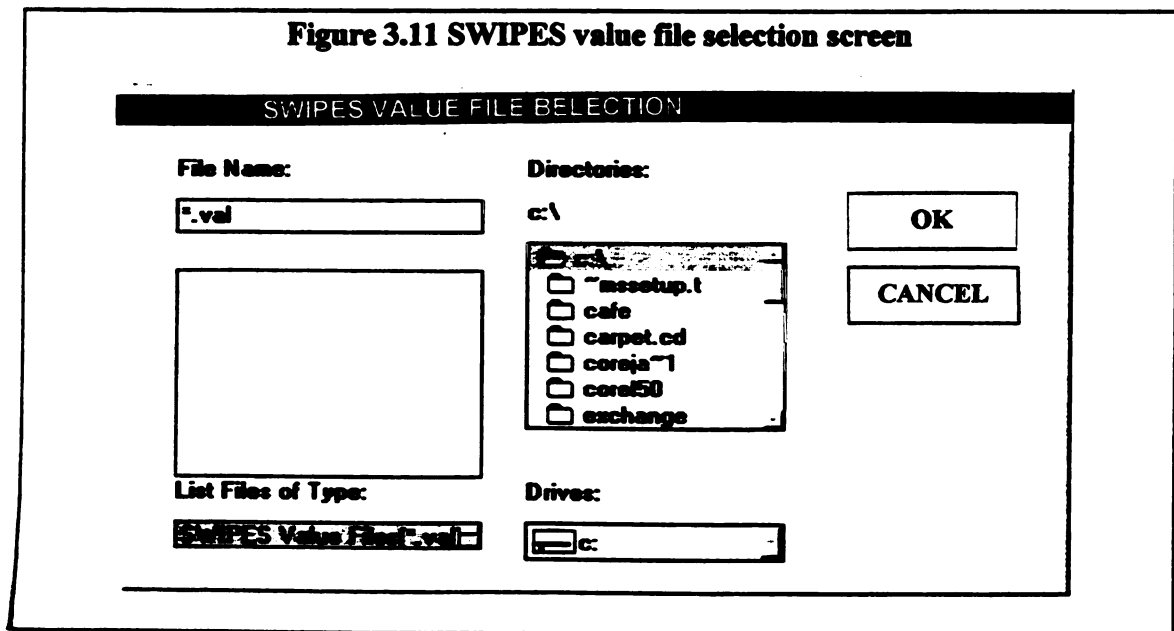 Figure 3.11 SWIPES value file selection screen
SWIPES VALUE FILE BELECTION
File Name:
*.val
List Files of Type:
SWIPES Value Files(*.val
Directories:
c:\
c:\
~mssetup.t
cafe
carpet.cd
coreja~1
corel50
exchange
Drives:
c:
OK
CANCEL